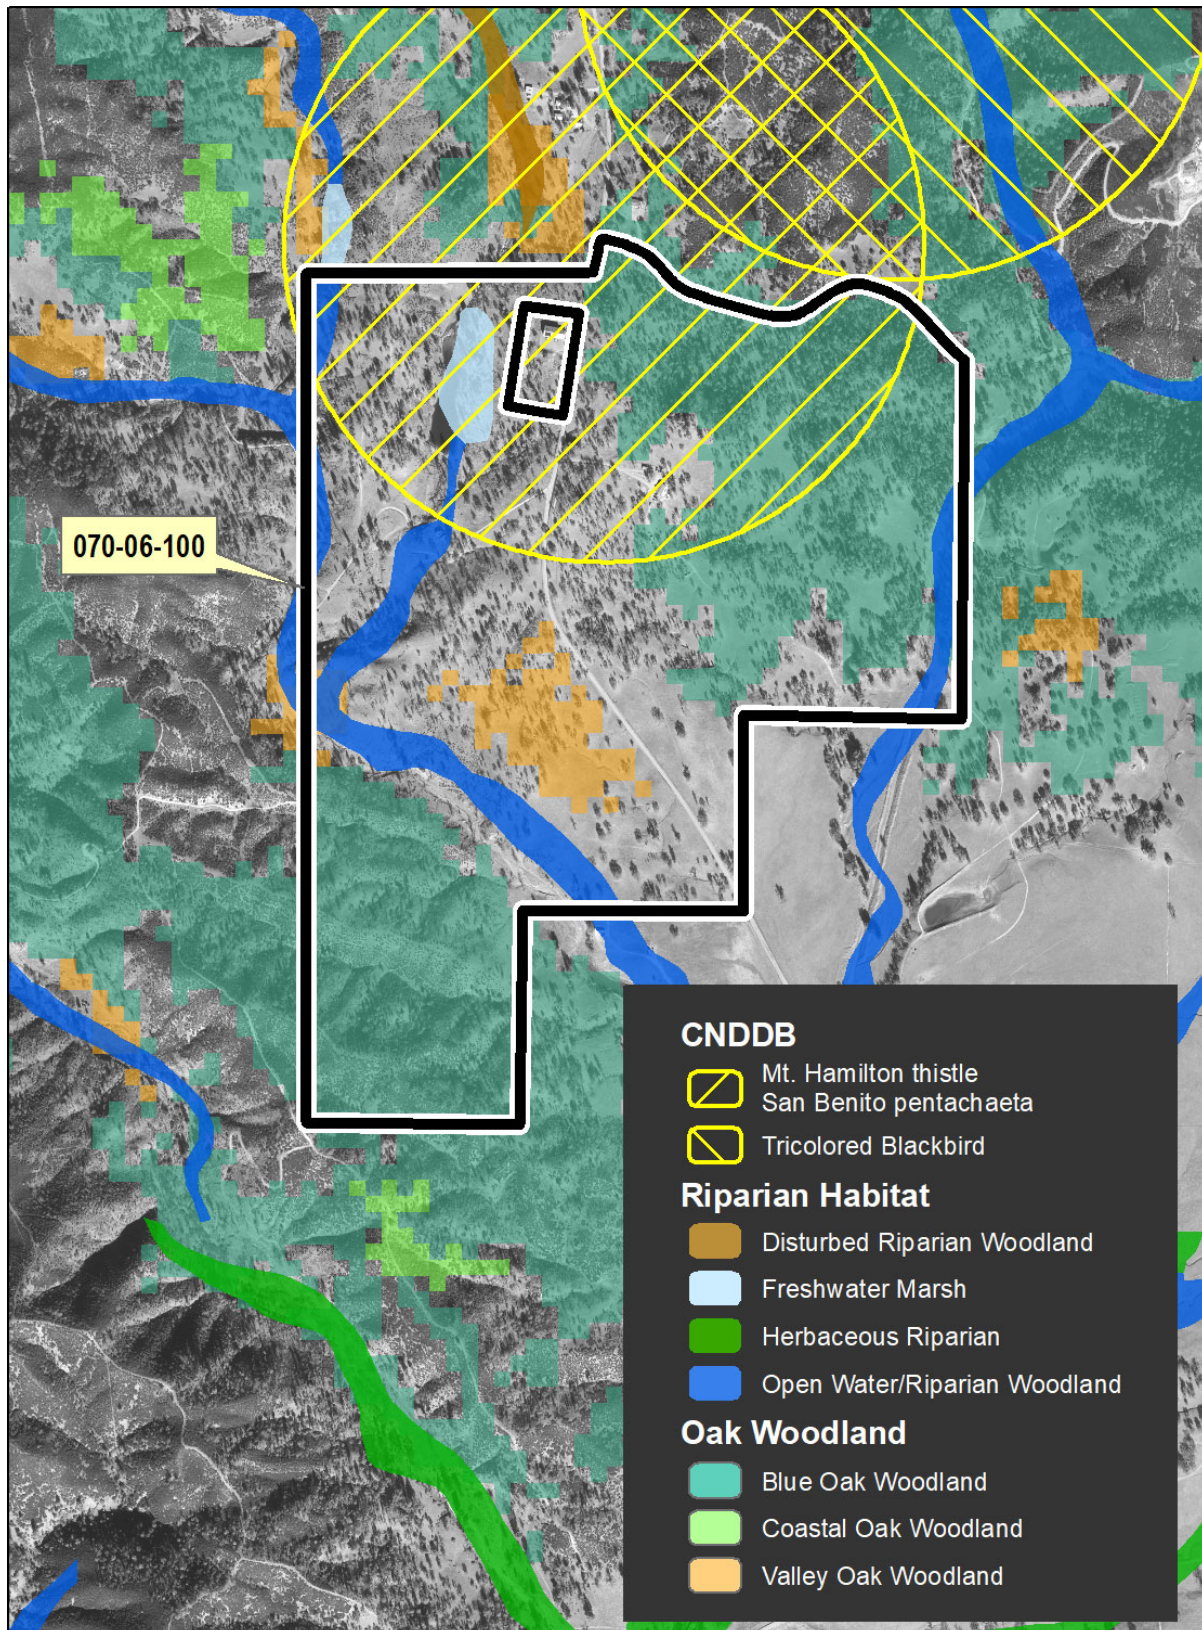 070-06-100
CNDDB
Mt. Hamilton thistle
San Benito pentachaeta
Tricolored Blackbird
Riparian Habitat
Disturbed Riparian Woodland
Freshwater Marsh
Herbaceous Riparian
Open Water/Riparian Woodland
Oak Woodland
Blue Oak Woodland
Coastal Oak Woodland
Valley Oak Woodland